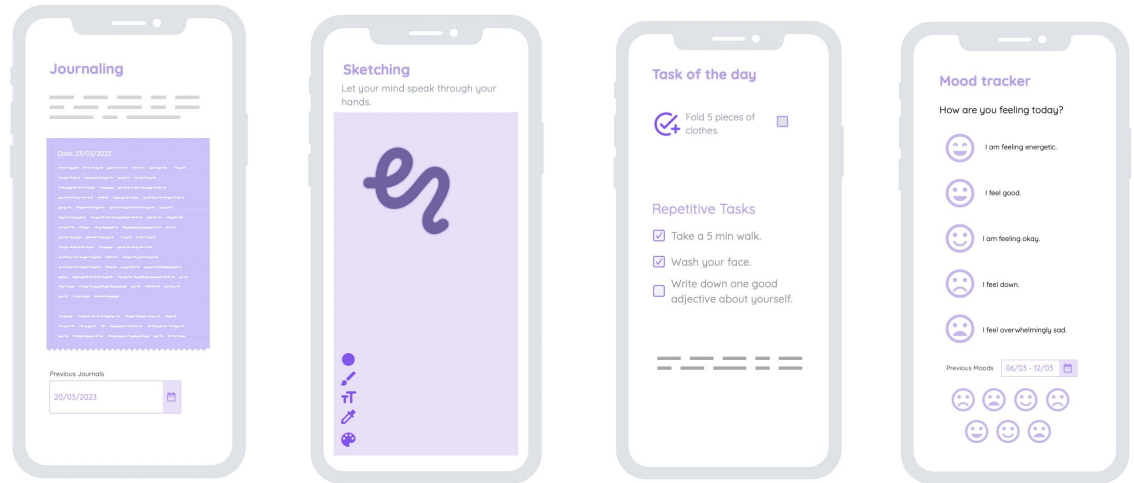 Journaling
Date: 23/03/2023
Previous Journals
20/03/2023
Sketching
Let your mind speak through your
hands.
TT
Task of the day
Fold 5 pieces of
clothes.
Repetitive Tasks
Take a 5 min walk.
Wash your face.
Write down one good
adjective about yourself.
Mood tracker
How are you feeling today?
I am feeling energetic.
I feel good.
I am feeling okay.
I feel down.
I feel overwhelmingly sad.
Previous Moods 06/03 - 12/03